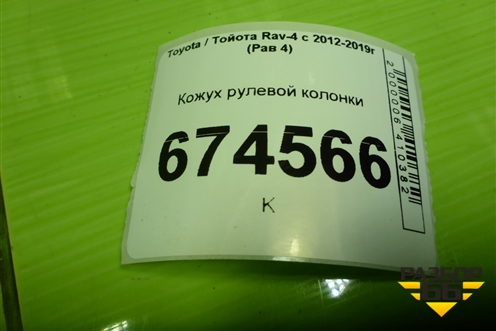 Toyota / Тойота Rav-4 с 2012-2019г
(Рав 4)
Кожух рулевой колонки
674566
К
2000006410382
РАЗБОР
66